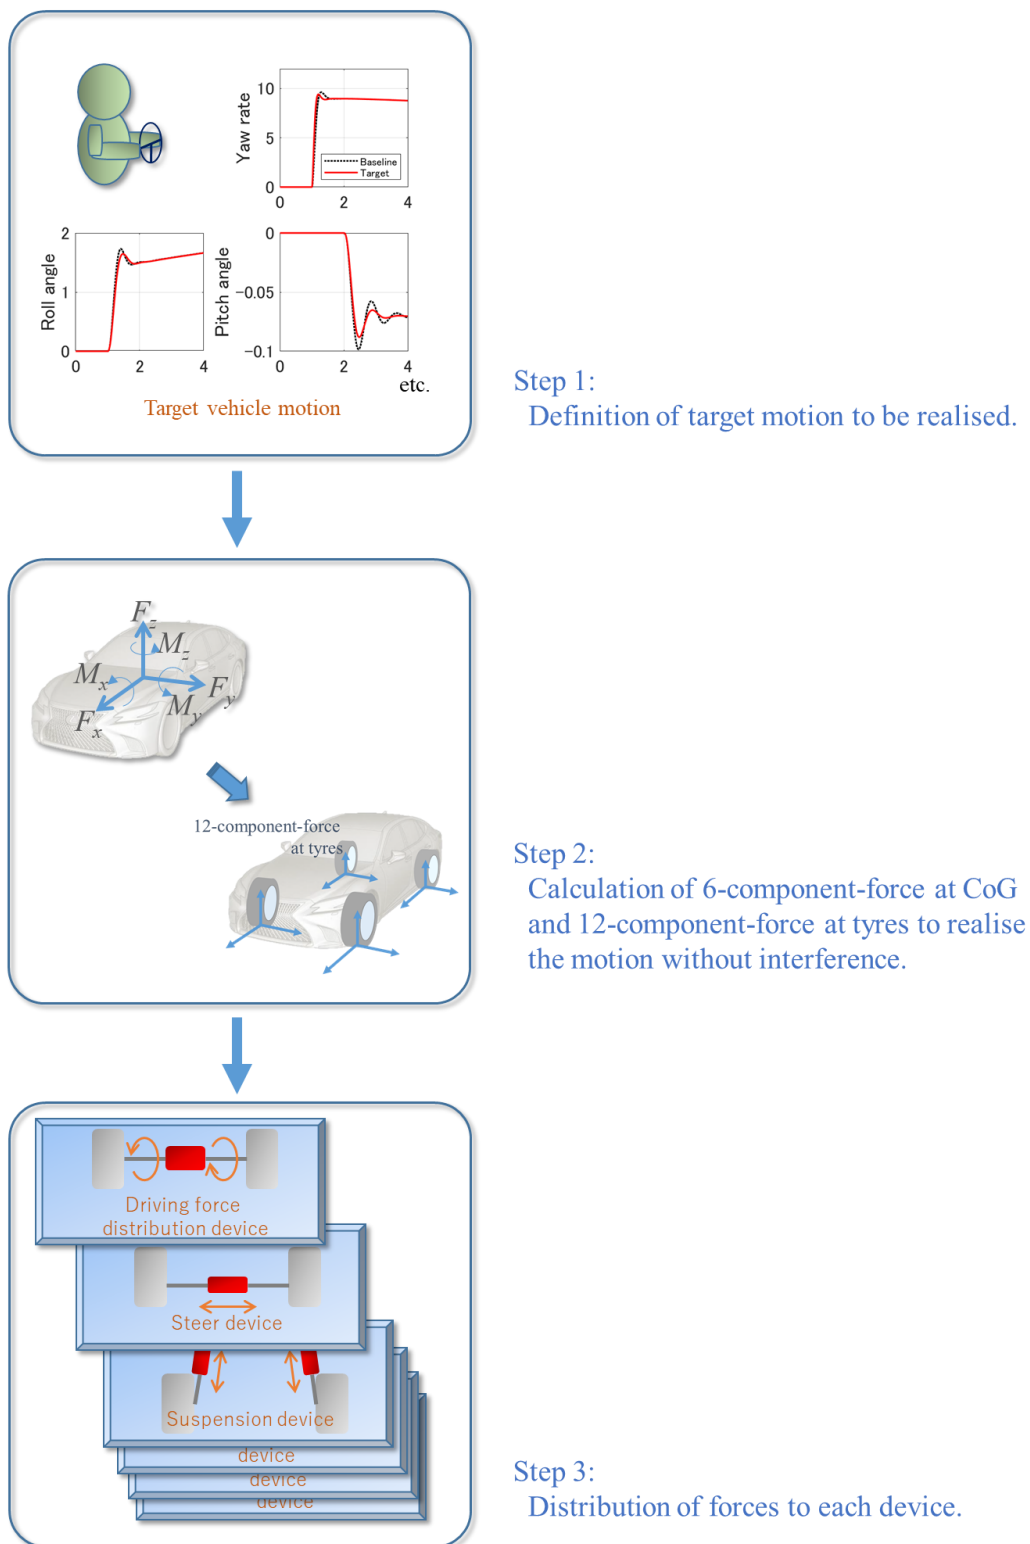 10
Yaw rate
5
Baseline
Target
0
0
2
4
2
Roll angle
1
0
0
2
4
0
Pitch angle
-0.05
-0.1
0
2
4
etc.
Target vehicle motion
Step 1:
Definition of target motion to be realised.
Fz
Mz
Mx
Fy
My
Fx
12-component-force
at tyres
Step 2:
Calculation of 6-component-force at CoG
and 12-component-force at tyres to realise
the motion without interference.
Driving force
distribution device
Steer device
Suspension device
device
device
device
Step 3:
Distribution of forces to each device.